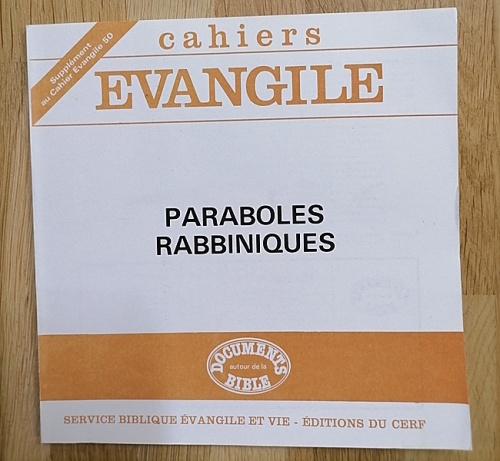 Supplément
au Cahier Evangile 50
cahiers
EVANGILE
PARABOLES
RABBINIQUES
DOCUMENTS
autour de la
BIBLE
SERVICE BIBLIQUE ÉVANGILE ET VIE - ÉDITIONS DU CERF